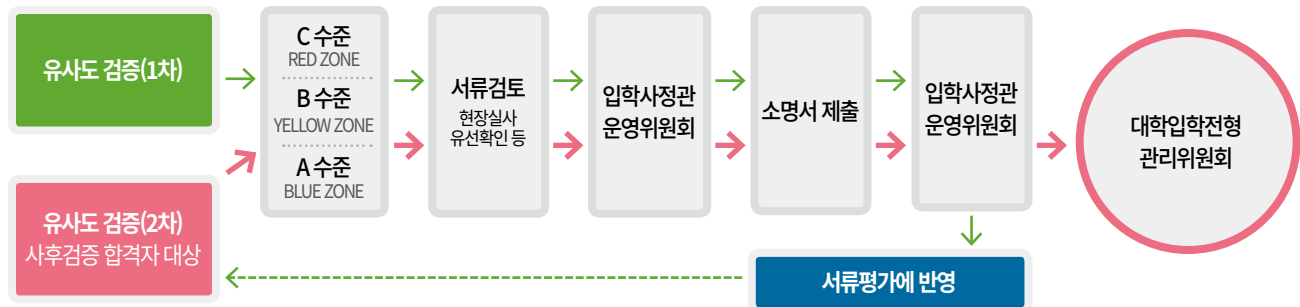 유사도 검증(1차)
유사도 검증(2차)
사후검증 합격자 대상
C 수준
RED ZONE
B 수준
YELLOW ZONE
A 수준
BLUE ZONE
서류검토
현장실사
유선확인 등
입학사정관
운영위원회
소명서 제출
입학사정관
운영위원회
대학입학전형
관리위원회
서류평가에 반영